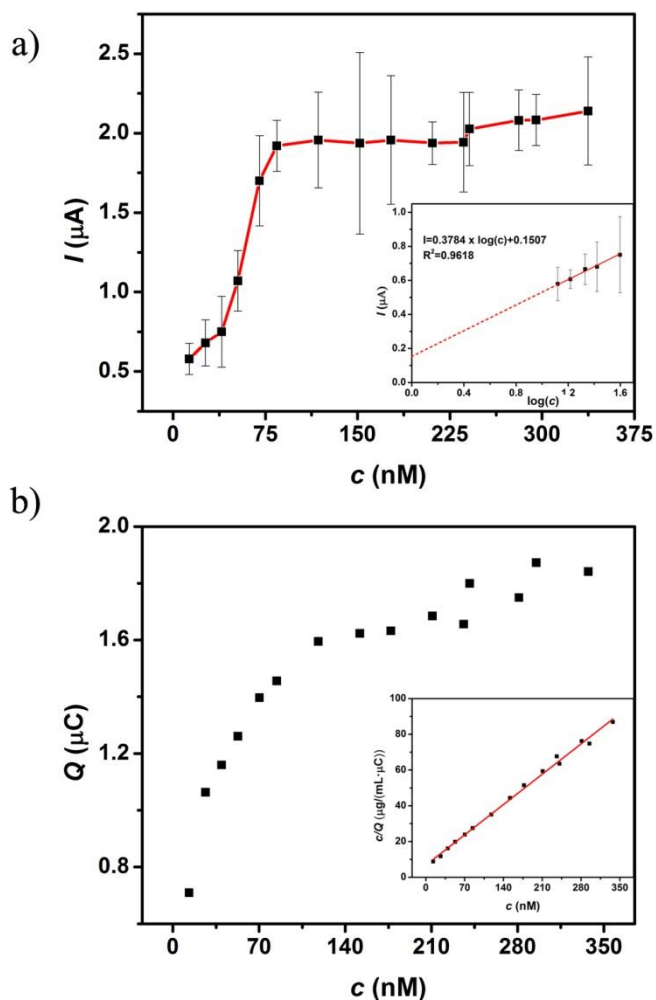 a)
2.5
2.0
1.5
1.0
0.5
I (μA)
0 75 150 225 300 375
c (nM)
I=0.3784 x log(c)+0.1507
R²=0.9618
1.0
0.8
0.6
0.4
0.2
0.0
I (μA)
0.0 0.4 0.8 1.2 1.6
log(c)
b)
2.0
1.6
1.2
0.8
Q (μC)
0 70 140 210 280 350
c (nM)
100
80
60
40
20
0
c/Q (μg/(mL·μC))
0 70 140 210 280 350
c (nM)